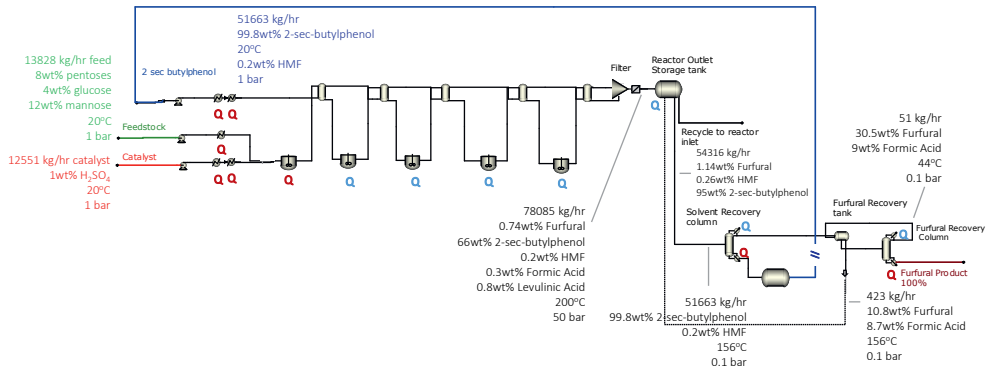 51663 kg/hr
99.8wt% 2-sec-butylphenol
20°C
0.2wt% HMF
1 bar
13828 kg/hr feed
8wt% pentoses
4wt% glucose
12wt% mannose
20°C
1 bar
2 sec butylphenol
Feedstock
Catalyst
12551 kg/hr catalyst
1wt% H₂SO₄
20°C
1 bar
Q Q
Q
Q Q
Q
Q
Q
Q
Q
Filter
Reactor Outlet
Storage tank
Q
Recycle to reactor
inlet
54316 kg/hr
1.14wt% Furfural
0.26wt% HMF
95wt% 2-sec-butylphenol
78085 kg/hr
0.74wt% Furfural
66wt% 2-sec-butylphenol
0.2wt% HMF
0.3wt% Formic Acid
0.8wt% Levulinic Acid
200°C
50 bar
Solvent Recovery
column
Q
Q
51663 kg/hr
99.8wt% 2-sec-butylphenol
0.2wt% HMF
156°C
0.1 bar
51 kg/hr
30.5wt% Furfural
9wt% Formic Acid
44°C
0.1 bar
Furfural Recovery
tank
Furfural Recovery
Column
Q
Q
Furfural Product
100%
423 kg/hr
10.8wt% Furfural
8.7wt% Formic Acid
156°C
0.1 bar